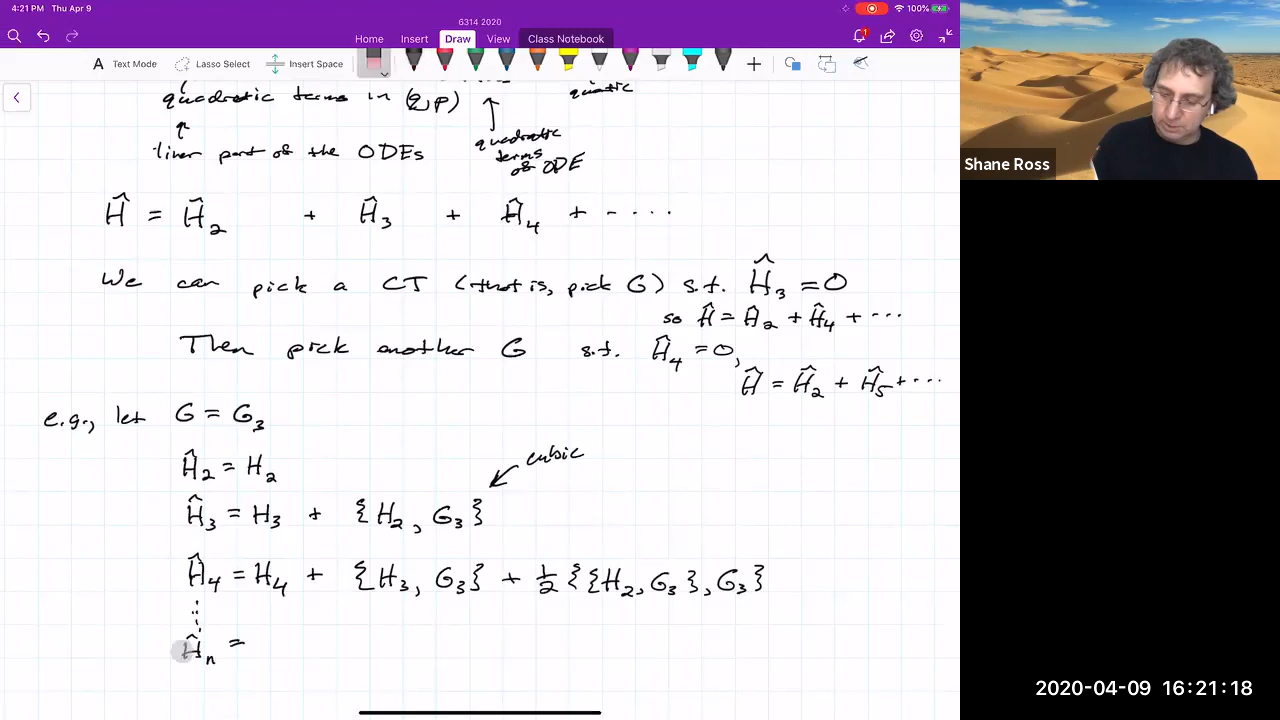 4:21 PM Thu Apr 9
100%
6314 2020
Home Insert Draw View Class Notebook
1
Text Mode Lasso Select Insert Space
quadratic terms in (q,p)
linear part of the ODEs
quadratic
terms
of ODE
Ĥ = Ĥ₂ + Ĥ₃ + Ĥ₄ + ·····
We can pick a CT (that is, pick G) s.t. Ĥ₃ = 0
so Ĥ = Ĥ₂ + Ĥ₄ + ···
Then pick another G s.t. Ĥ₄ = 0,
Ĥ = Ĥ₂ + Ĥ₅ + ···
e.g., let G = G₃
Ĥ₂ = H₂
cubic
Ĥ₃ = H₃ + {H₂, G₃}
Ĥ₄ = H₄ + {H₃, G₃} + ½ {{H₂, G₃}, G₃}
Ĥₙ =
Shane Ross
2020-04-09 16:21:18